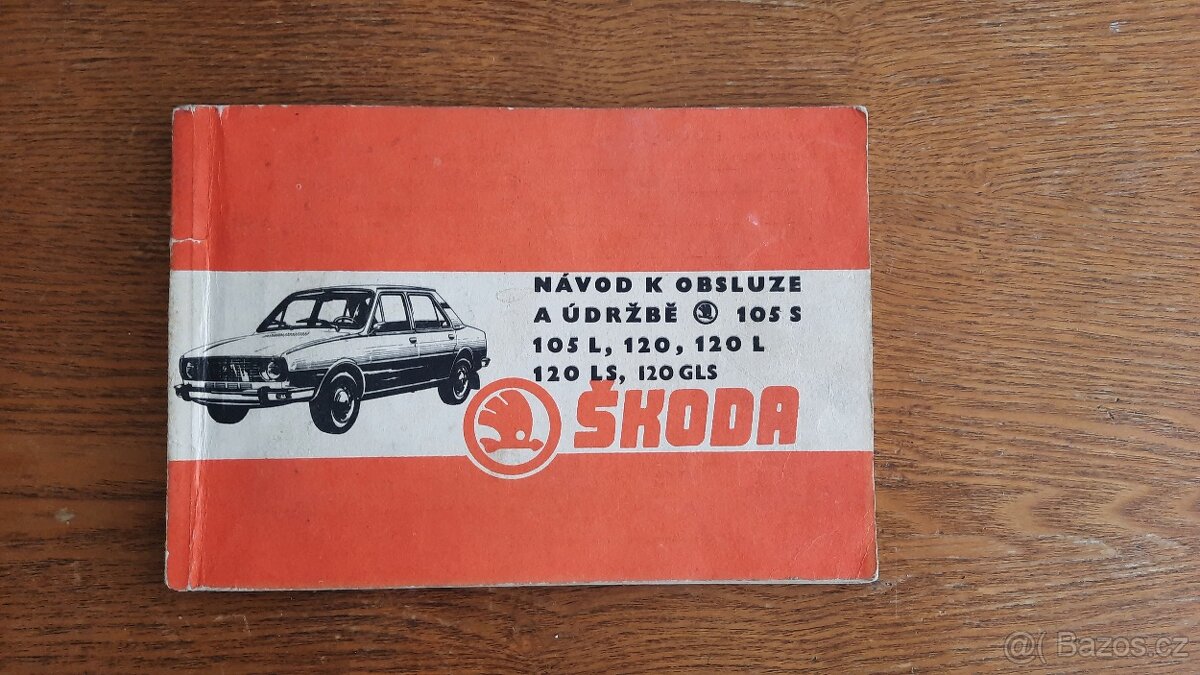 NÁVOD K OBSLUZE
A ÚDRŽBĚ 105 S
105 L, 120, 120 L
120 LS, 120 GLS
ŠKODA
@( Bazos.cz